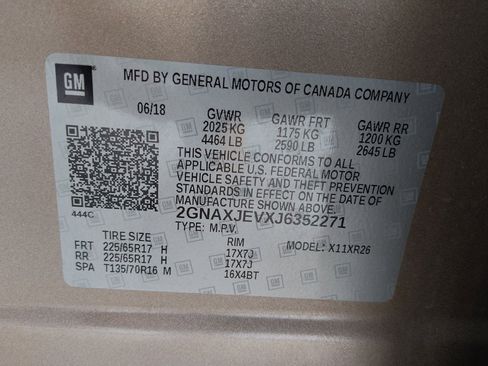 GM
MFD BY GENERAL MOTORS OF CANADA COMPANY
06/18 GVWR GAWR FRT GAWR RR
2025 KG 1175 KG 1200 KG
4464 LB 2590 LB 2645 LB
THIS VEHICLE CONFORMS TO ALL
APPLICABLE U.S. FEDERAL MOTOR
VEHICLE SAFETY AND THEFT PREVENTION
STANDARDS IN EFFECT ON THE DATE OF
MANUFACTURE SHOWN ABOVE.
444C 2GNAXJEVXJ6352271
TYPE: M.P.V. MODEL: X11XR26
TIRE SIZE RIM
FRT 225/65R17 H 17X7J
RR 225/65R17 H 17X7J
SPA T135/70R16 M 16X4BT